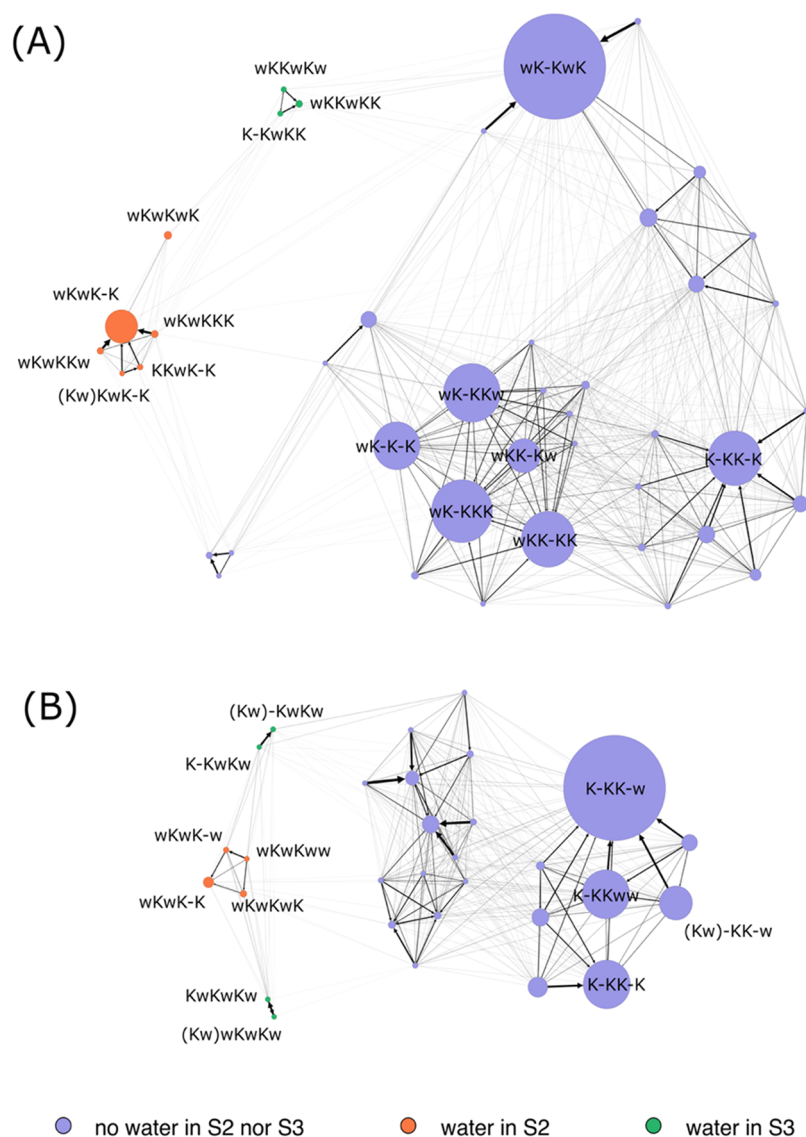 (A)
wKKwKw
wKKwKK
K-KwKK
wK-KwK
wKwKwK
wKwK-K
wKwKKK
wKwKKw
KKwK-K
(Kw)KwK-K
wK-KKw
wK-K-K
wKK-Kw
K-KK-K
wK-KKK
wKK-KK
(B)
(Kw)-KwKw
K-KwKw
K-KK-w
wKwK-w
wKwKww
wKwK-K
wKwKwK
K-KKww
(Kw)-KK-w
KwKwKw
K-KK-K
(Kw)wKwKw
no water in S2 nor S3
water in S2
water in S3